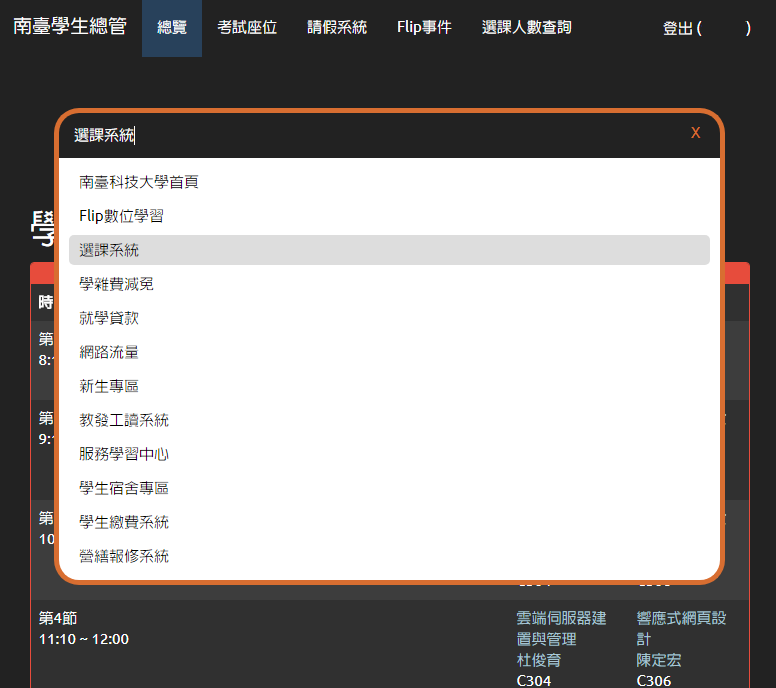 南臺學生總管 總覽 考試座位 請假系統 Flip事件 選課人數查詢 登出 ( )
選課系統 X
南臺科技大學首頁
Flip數位學習
選課系統
學雜費減免
就學貸款
網路流量
新生專區
教發工讀系統
服務學習中心
學生宿舍專區
學生繳費系統
營繕報修系統
學
時
第
8:1
第
9:1
第
10
第4節
11:10 ~ 12:00
雲端伺服器建
置與管理
杜俊育
C304
響應式網頁設
計
陳定宏
C306